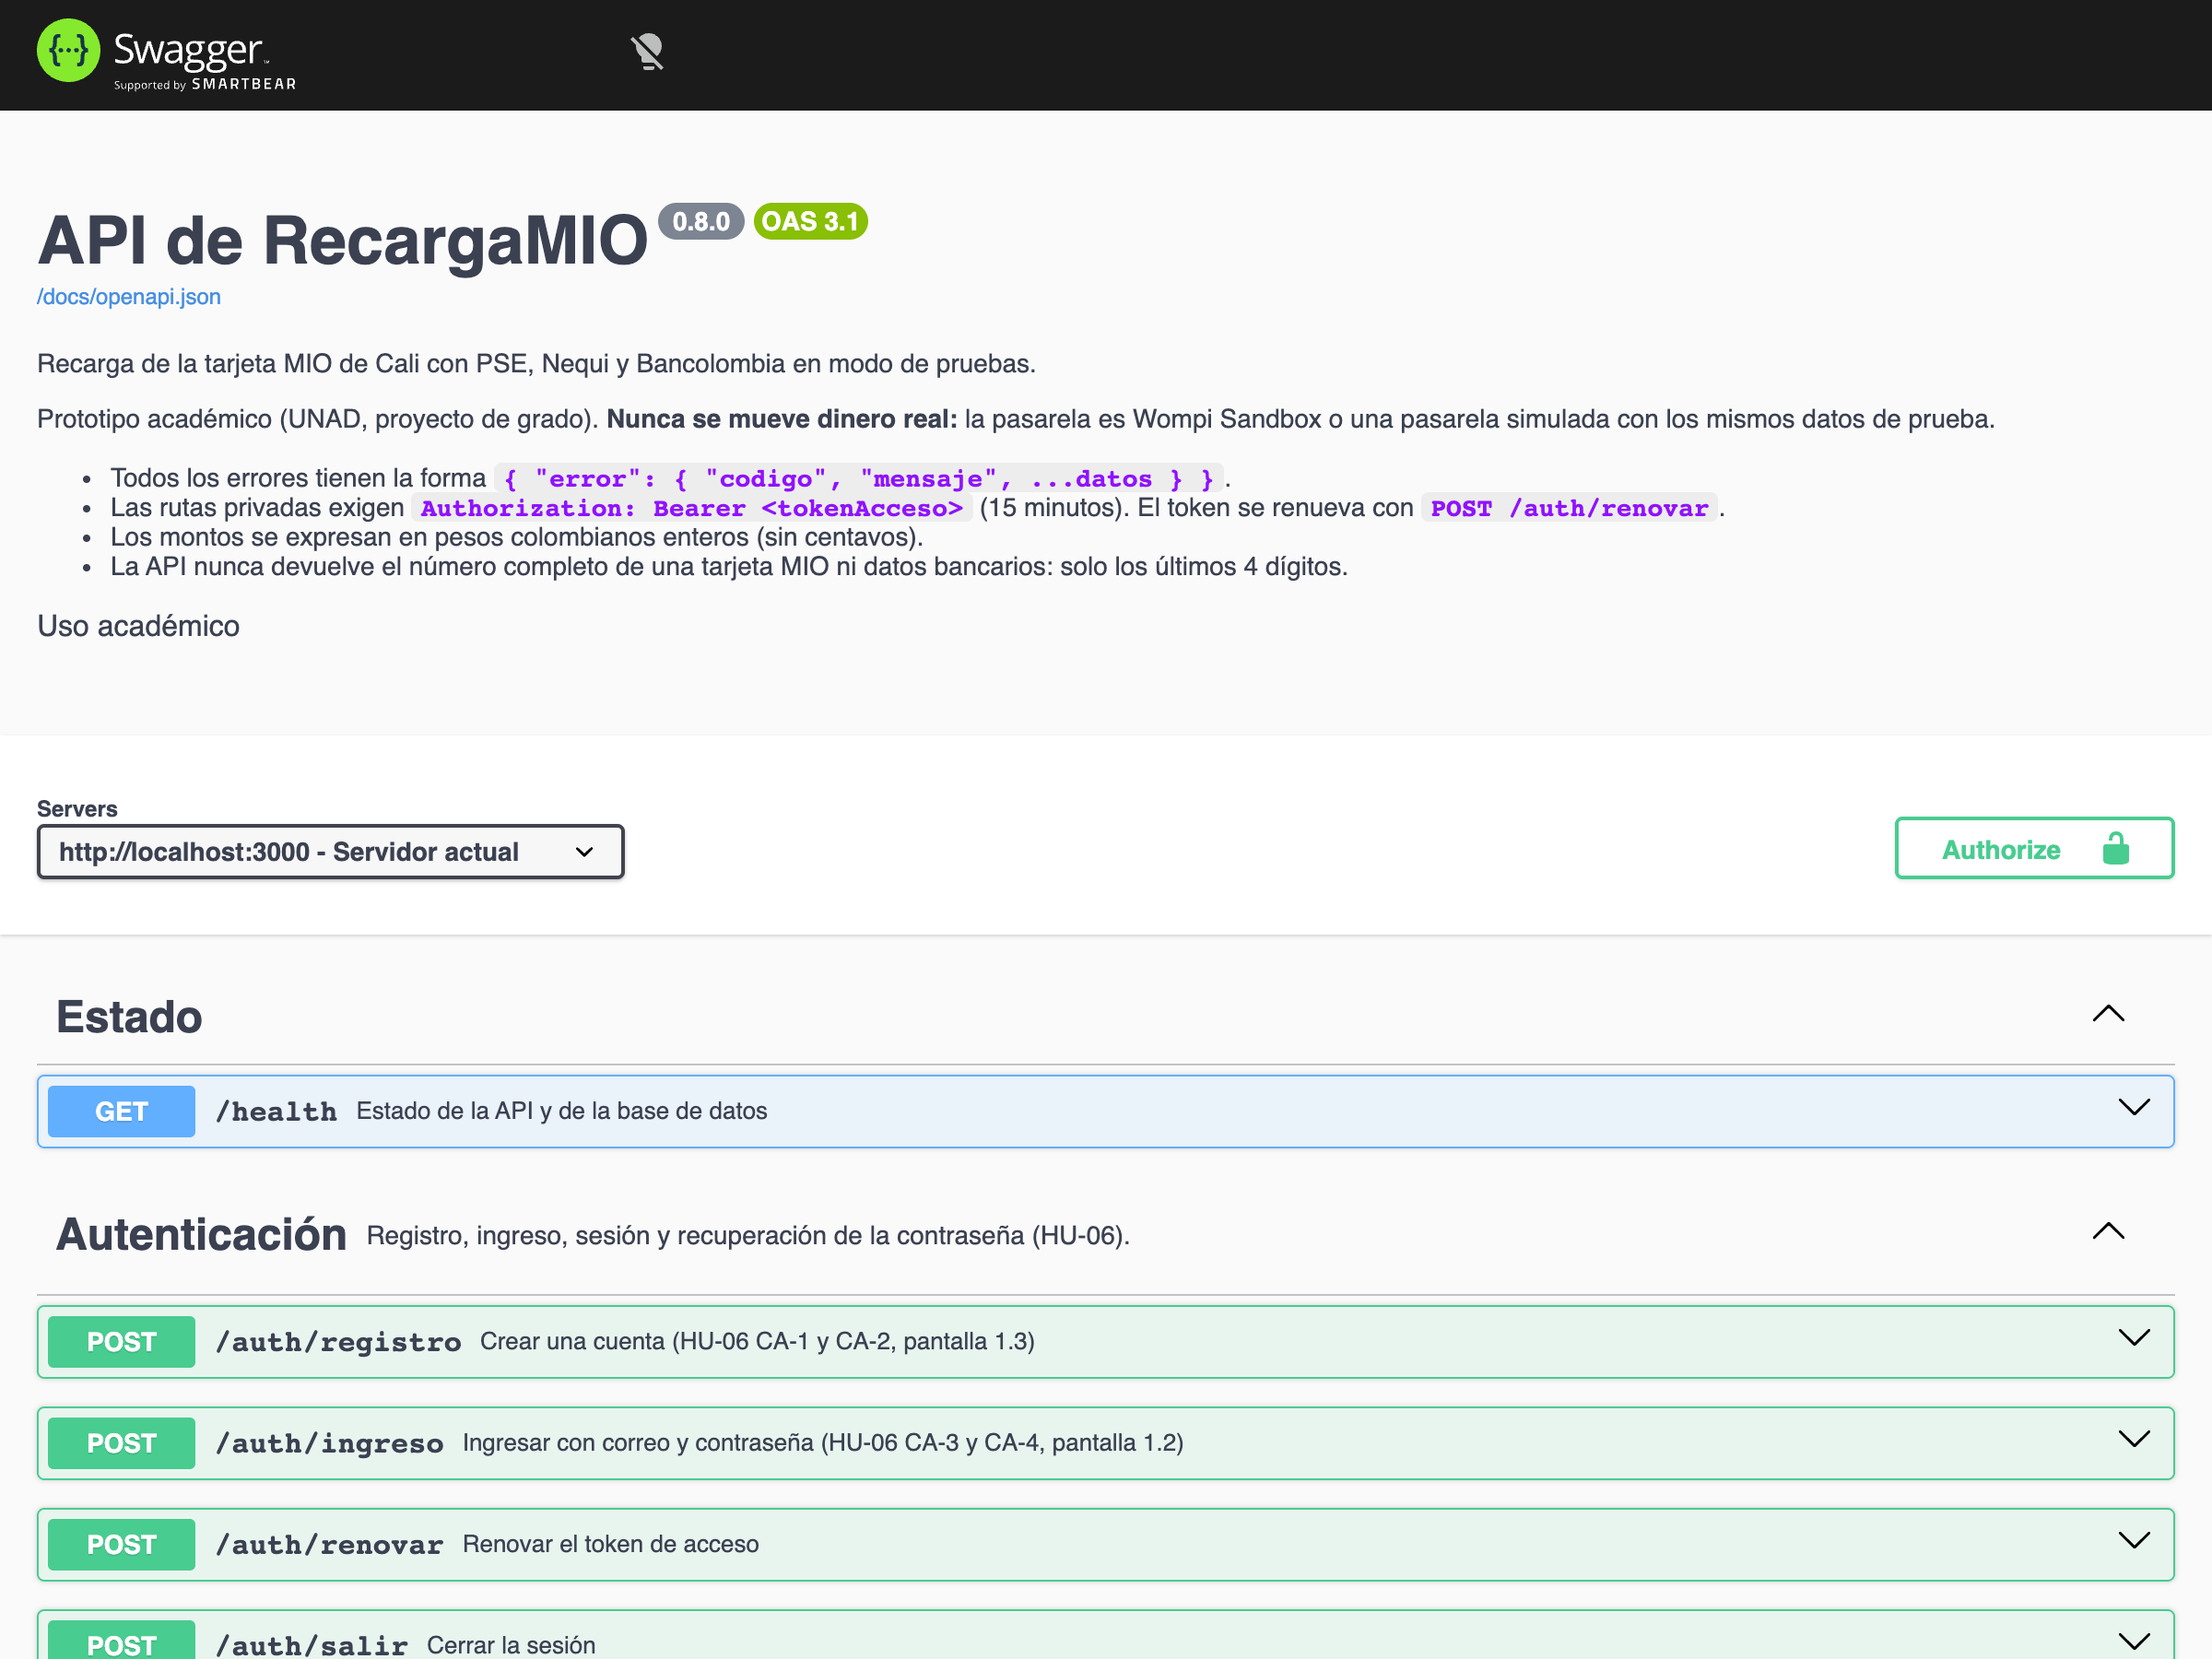 Swagger™
Supported by SMARTBEAR
API de RecargaMIO 0.8.0 OAS 3.1
/docs/openapi.json
Recarga de la tarjeta MIO de Cali con PSE, Nequi y Bancolombia en modo de pruebas.
Prototipo académico (UNAD, proyecto de grado). Nunca se mueve dinero real: la pasarela es Wompi Sandbox o una pasarela simulada con los mismos datos de prueba.
• Todos los errores tienen la forma { "error": { "codigo", "mensaje", ...datos } } .
• Las rutas privadas exigen Authorization: Bearer <tokenAcceso> (15 minutos). El token se renueva con POST /auth/renovar .
• Los montos se expresan en pesos colombianos enteros (sin centavos).
• La API nunca devuelve el número completo de una tarjeta MIO ni datos bancarios: solo los últimos 4 dígitos.
Uso académico
Servers
http://localhost:3000 - Servidor actual
Authorize
Estado
GET /health Estado de la API y de la base de datos
Autenticación Registro, ingreso, sesión y recuperación de la contraseña (HU-06).
POST /auth/registro Crear una cuenta (HU-06 CA-1 y CA-2, pantalla 1.3)
POST /auth/ingreso Ingresar con correo y contraseña (HU-06 CA-3 y CA-4, pantalla 1.2)
POST /auth/renovar Renovar el token de acceso
POST /auth/salir Cerrar la sesión